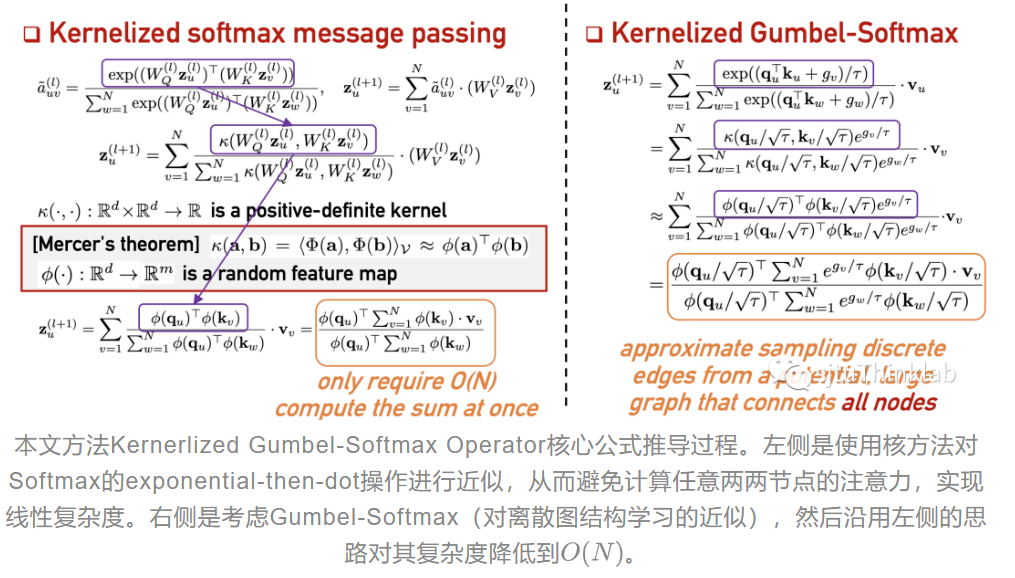 ❑ Kernelized softmax message passing
$\tilde{a}_{uv}^{(l)} = \frac{\exp((W_Q^{(l)}\mathbf{z}_u^{(l)})^\top(W_K^{(l)}\mathbf{z}_v^{(l)}))}{\sum_{w=1}^{N}\exp((W_Q^{(l)}\mathbf{z}_u^{(l)})^\top(W_K^{(l)}\mathbf{z}_w^{(l)}))}, \quad \mathbf{z}_u^{(l+1)} = \sum_{v=1}^{N}\tilde{a}_{uv}^{(l)} \cdot (W_V^{(l)}\mathbf{z}_v^{(l)})$
$\mathbf{z}_u^{(l+1)} = \sum_{v=1}^{N}\frac{\kappa(W_Q^{(l)}\mathbf{z}_u^{(l)}, W_K^{(l)}\mathbf{z}_v^{(l)})}{\sum_{w=1}^{N}\kappa(W_Q^{(l)}\mathbf{z}_u^{(l)}, W_K^{(l)}\mathbf{z}_w^{(l)})} \cdot (W_V^{(l)}\mathbf{z}_v^{(l)})$
$\kappa(\cdot,\cdot): \mathbb{R}^d \times \mathbb{R}^d \to \mathbb{R}$ is a positive-definite kernel
[Mercer's theorem] $\kappa(\mathbf{a},\mathbf{b}) = \langle\Phi(\mathbf{a}),\Phi(\mathbf{b})\rangle_{\mathcal{V}} \approx \phi(\mathbf{a})^\top\phi(\mathbf{b})$
$\phi(\cdot): \mathbb{R}^d \to \mathbb{R}^m$ is a random feature map
$\mathbf{z}_u^{(l+1)} = \sum_{v=1}^{N}\frac{\phi(\mathbf{q}_u)^\top\phi(\mathbf{k}_v)}{\sum_{w=1}^{N}\phi(\mathbf{q}_u)^\top\phi(\mathbf{k}_w)} \cdot \mathbf{v}_v = \frac{\phi(\mathbf{q}_u)^\top\sum_{v=1}^{N}\phi(\mathbf{k}_v)\cdot\mathbf{v}_v}{\phi(\mathbf{q}_u)^\top\sum_{w=1}^{N}\phi(\mathbf{k}_w)}$
only require O(N)
compute the sum at once
❑ Kernelized Gumbel-Softmax
$\mathbf{z}_u^{(l+1)} = \sum_{v=1}^{N}\frac{\exp((\mathbf{q}_u^\top\mathbf{k}_u + g_v)/\tau)}{\sum_{w=1}^{N}\exp((\mathbf{q}_u^\top\mathbf{k}_w + g_w)/\tau)} \cdot \mathbf{v}_u$
$= \sum_{v=1}^{N}\frac{\kappa(\mathbf{q}_u/\sqrt{\tau},\mathbf{k}_v/\sqrt{\tau})e^{g_v/\tau}}{\sum_{w=1}^{N}\kappa(\mathbf{q}_u/\sqrt{\tau},\mathbf{k}_w/\sqrt{\tau})e^{g_w/\tau}} \cdot \mathbf{v}_v$
$\approx \sum_{v=1}^{N}\frac{\phi(\mathbf{q}_u/\sqrt{\tau})^\top\phi(\mathbf{k}_v/\sqrt{\tau})e^{g_v/\tau}}{\sum_{w=1}^{N}\phi(\mathbf{q}_u/\sqrt{\tau})^\top\phi(\mathbf{k}_w/\sqrt{\tau})e^{g_w/\tau}} \cdot \mathbf{v}_v$
$= \frac{\phi(\mathbf{q}_u/\sqrt{\tau})^\top\sum_{v=1}^{N}e^{g_v/\tau}\phi(\mathbf{k}_v/\sqrt{\tau})\cdot\mathbf{v}_v}{\phi(\mathbf{q}_u/\sqrt{\tau})^\top\sum_{w=1}^{N}e^{g_w/\tau}\phi(\mathbf{k}_w/\sqrt{\tau})}$
approximate sampling discrete
edges from a potential, large
graph that connects all nodes
sjtuThinklab
本文方法Kernerlized Gumbel-Softmax Operator核心公式推导过程。左侧是使用核方法对
Softmax的exponential-then-dot操作进行近似，从而避免计算任意两两节点的注意力，实现
线性复杂度。右侧是考虑Gumbel-Softmax（对离散图结构学习的近似），然后沿用左侧的思
路对其复杂度降低到$O(N)$。